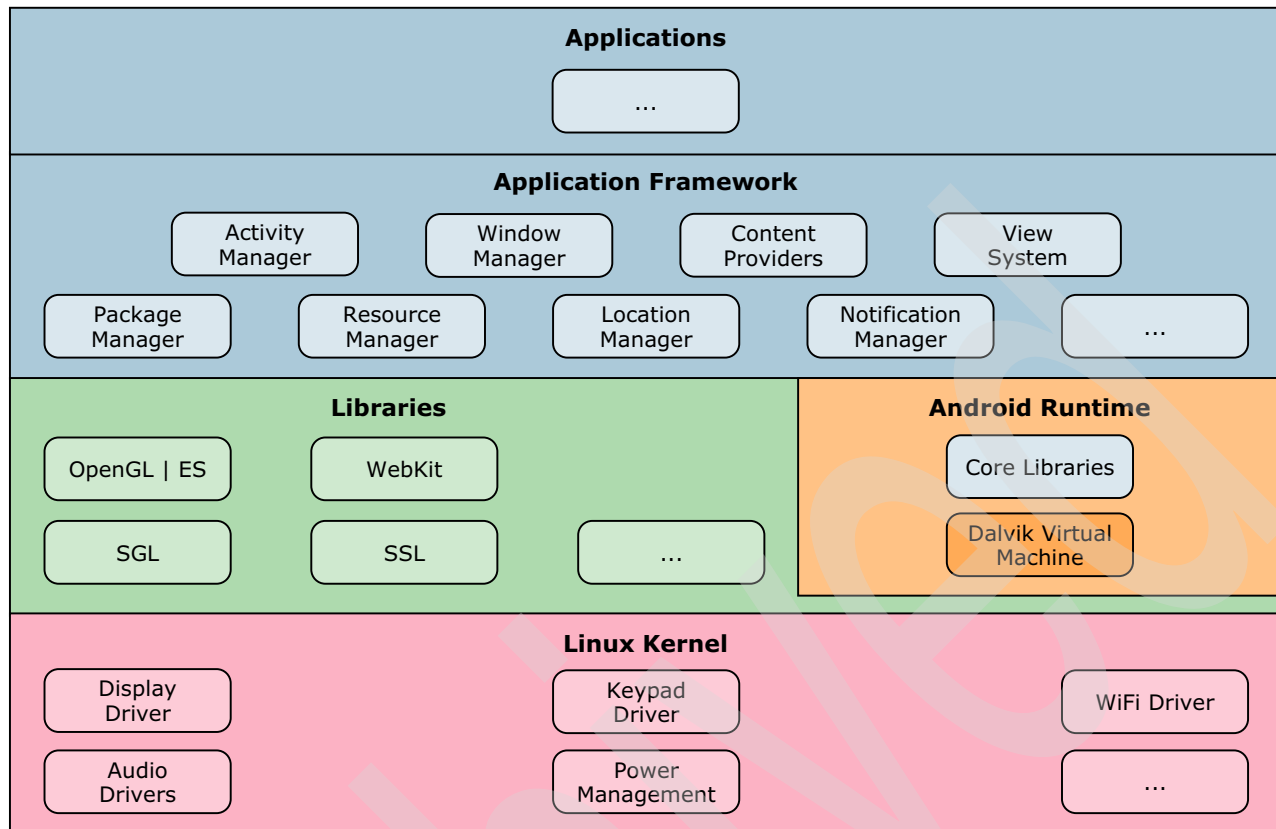 Applications
...
Application Framework
Activity
Manager
Window
Manager
Content
Providers
View
System
Package
Manager
Resource
Manager
Location
Manager
Notification
Manager
...
Libraries
OpenGL | ES
WebKit
SGL
SSL
...
Android Runtime
Core Libraries
Dalvik Virtual
Machine
Linux Kernel
Display
Driver
Keypad
Driver
WiFi Driver
Audio
Drivers
Power
Management
...